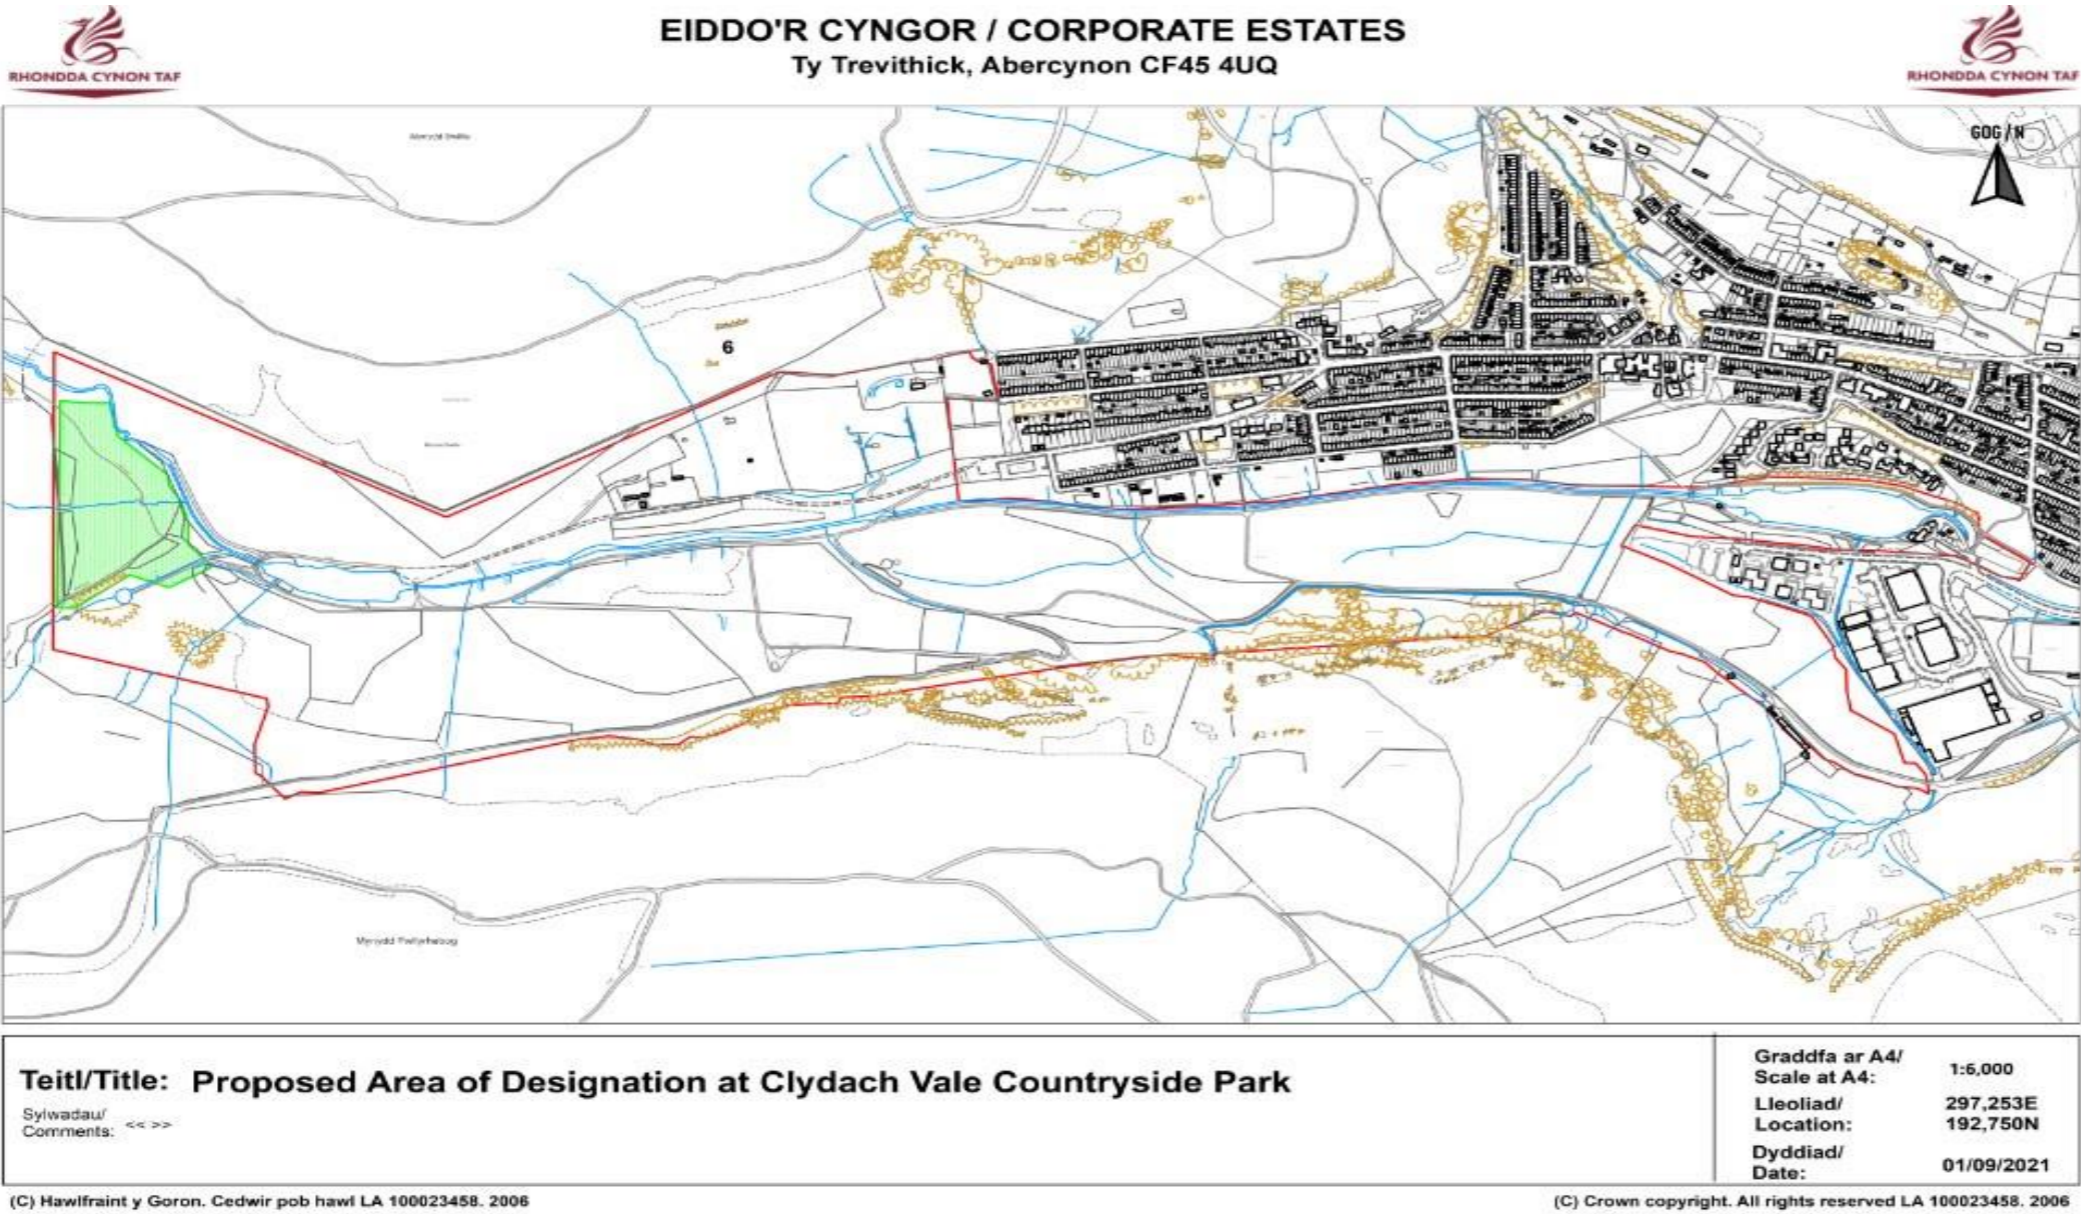 EIDDO'R CYNGOR / CORPORATE ESTATES
Ty Trevithick, Abercynon CF45 4UQ
RHONDDA CYNON TAF
RHONDDA CYNON TAF
GOG / N
6
Teitl/Title: Proposed Area of Designation at Clydach Vale Countryside Park
Sylwadau/
Comments: << >>
Graddfa ar A4/
Scale at A4: 1:6,000
Lleoliad/ 297,253E
Location: 192,750N
Dyddiad/
Date: 01/09/2021
(C) Hawlfraint y Goron. Cedwir pob hawl LA 100023458. 2006
(C) Crown copyright. All rights reserved LA 100023458. 2006